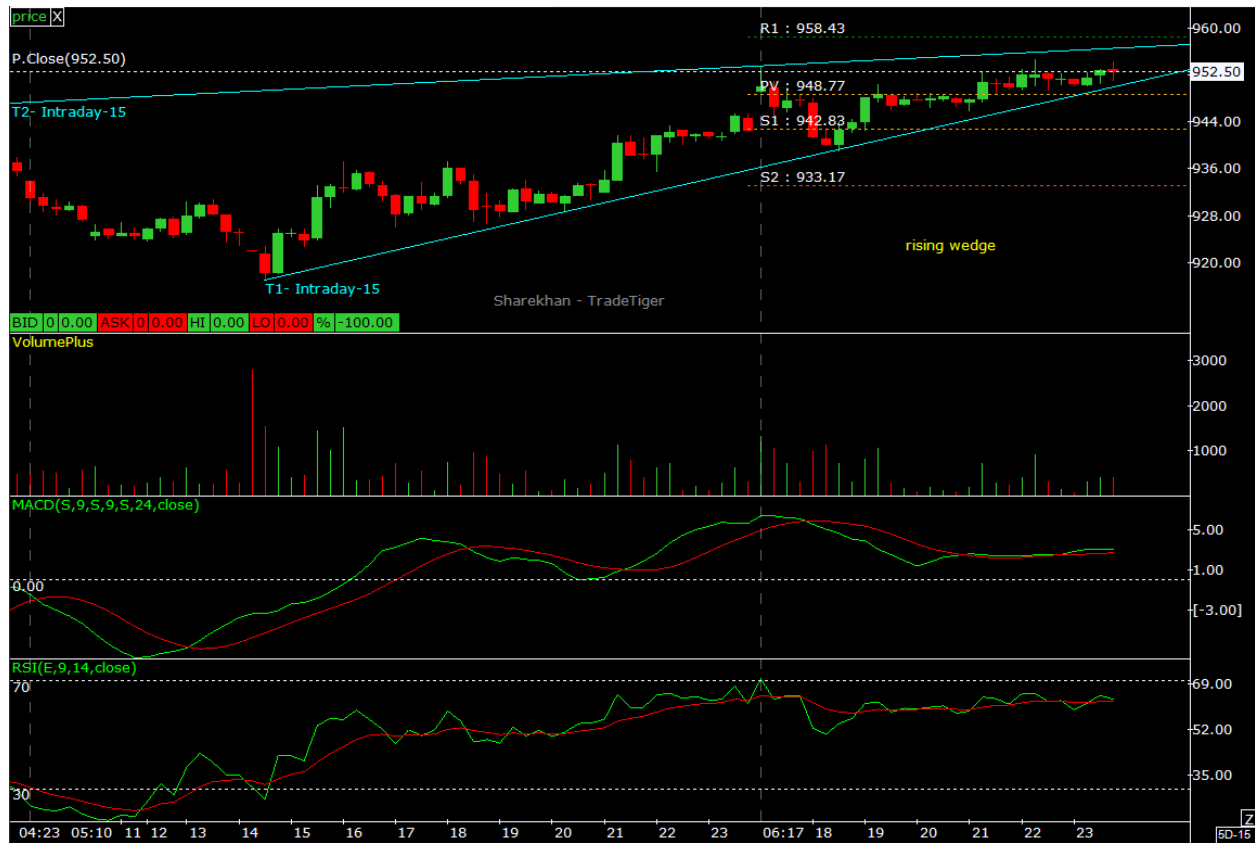 price X
R1 : 958.43
960.00
P.Close(952.50)
952.50
PV : 948.77
T2- Intraday-15
S1 : 942.83
944.00
936.00
S2 : 933.17
928.00
rising wedge
920.00
T1- Intraday-15
Sharekhan - TradeTiger
BID 0 0.00 ASK 0 0.00 HI 0.00 LO 0.00 % -100.00
VolumePlus
3000
2000
1000
MACD(S,9,S,9,S,24,close)
5.00
1.00
0.00
[-3.00]
RSI(E,9,14,close)
70
69.00
52.00
35.00
30
04:23 05:10 11 12 13 14 15 16 17 18 19 20 21 22 23 06:17 18 19 20 21 22 23
Z
5D-15